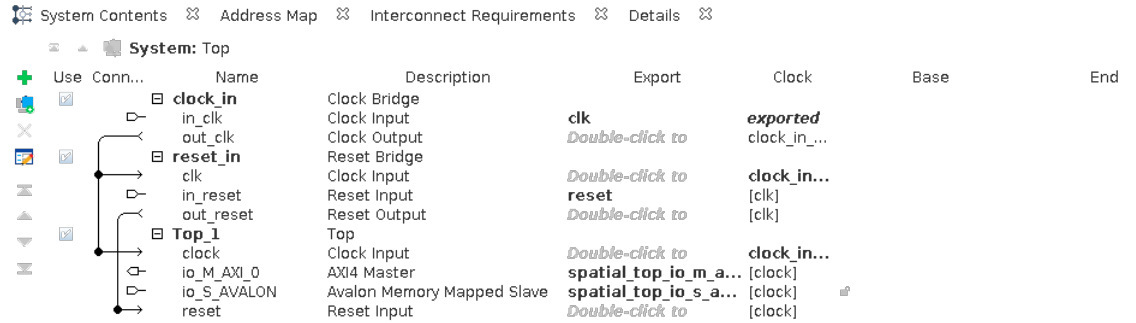 System Contents Address Map Interconnect Requirements Details
System: Top
Use Conn... Name Description Export Clock Base End
clock_in Clock Bridge
in_clk Clock Input clk exported
out_clk Clock Output Double-click to clock_in_...
reset_in Reset Bridge
clk Clock Input Double-click to clock_in...
in_reset Reset Input reset [clk]
out_reset Reset Output Double-click to [clk]
Top_1 Top
clock Clock Input Double-click to clock_in...
io_M_AXI_0 AXI4 Master spatial_top_io_m_a... [clock]
io_S_AVALON Avalon Memory Mapped Slave spatial_top_io_s_a... [clock]
reset Reset Input Double-click to [clock]